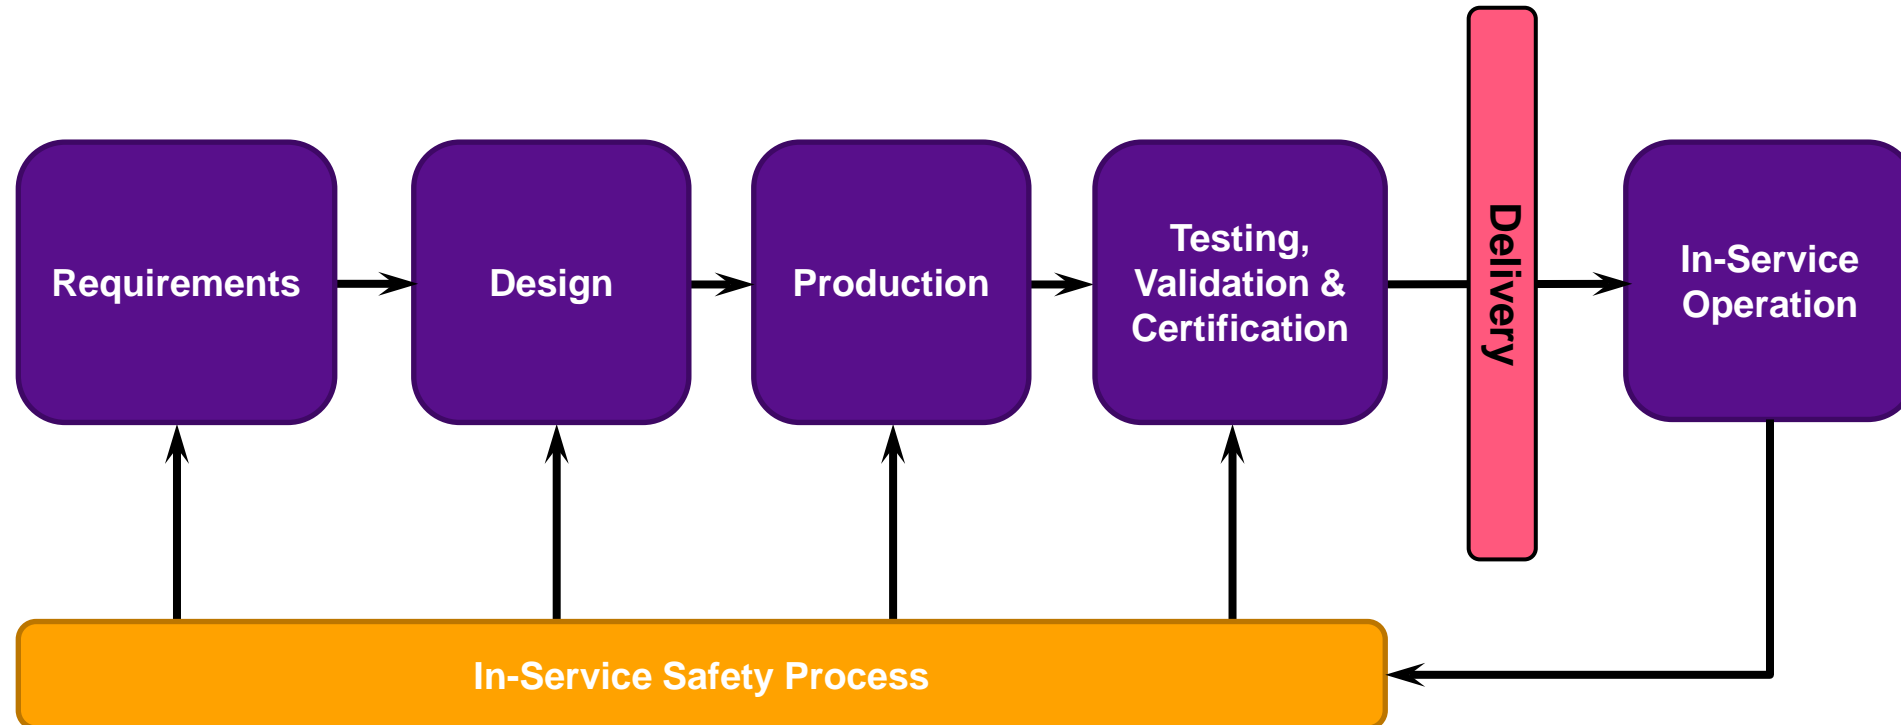 Requirements
Design
Production
Testing,
Validation &
Certification
Delivery
In-Service
Operation
In-Service Safety Process